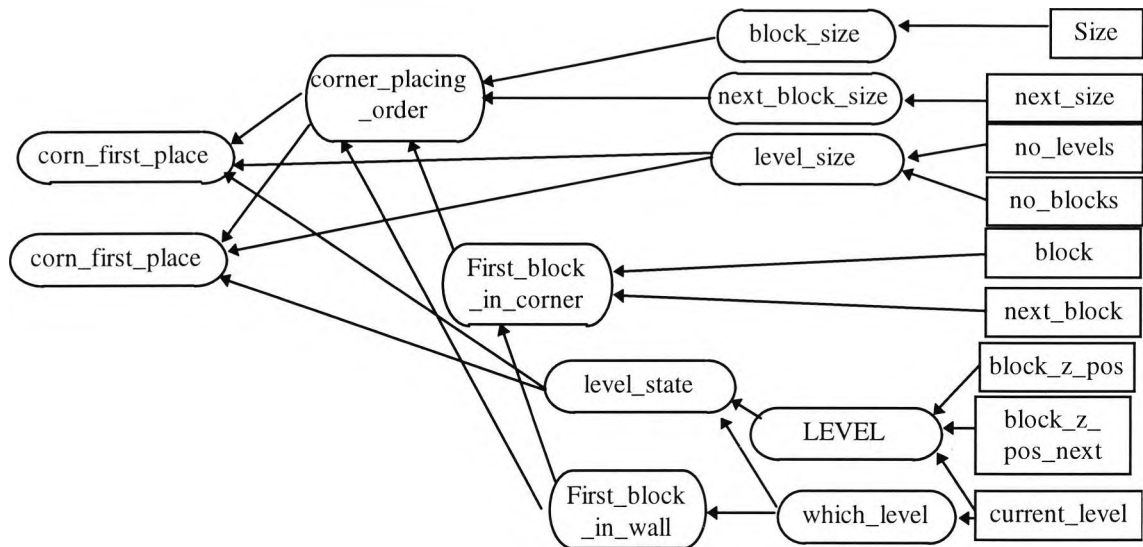 block_size
Size
corner_placing
_order
next_block_size
next_size
corn_first_place
level_size
no_levels
no_blocks
corn_first_place
First_block
_in_corner
block
next_block
level_state
block_z_pos
LEVEL
block_z_
pos_next
First_block
_in_wall
which_level
current_level